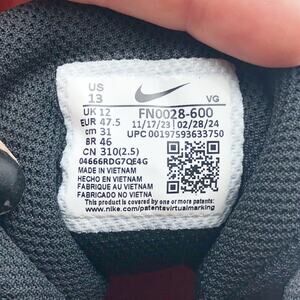 US
13
VG
UK 12
FN0028-600
EUR 47.5
11/17/23 02/28/24
cm 31
UPC 00197593633750
BR 46
CN 310(2.5)
04666RDG7QE4G
MADE IN VIETNAM
HECHO EN VIETNAM
FABRIQUE AU VIETNAM
FABRICADO NO VIETNA
This product is covered by one or more patents:
www.nike.com/patentsvirtualmarking